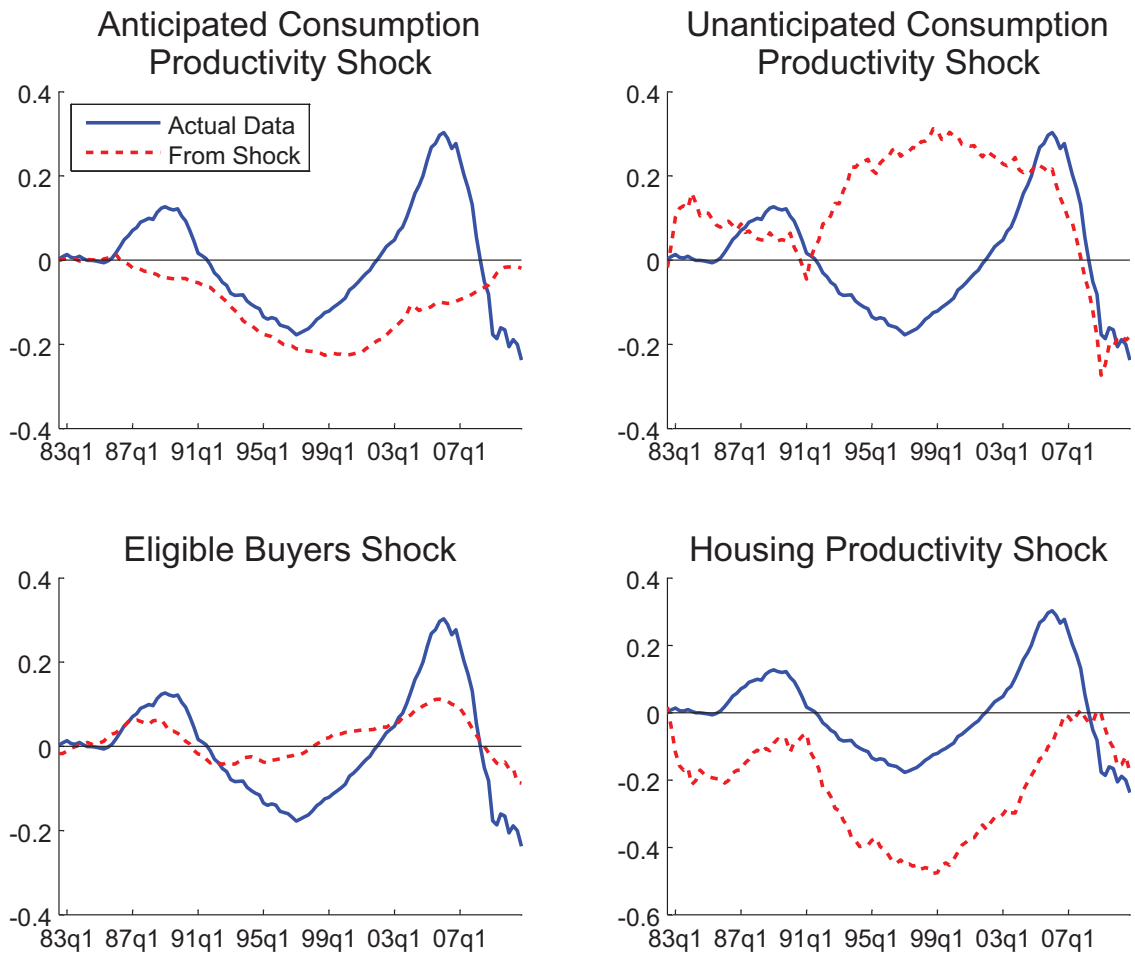 Anticipated Consumption
Productivity Shock
0.4
0.2
0
-0.2
-0.4
83q1 87q1 91q1 95q1 99q1 03q1 07q1
Actual Data
From Shock
Unanticipated Consumption
Productivity Shock
0.4
0.2
0
-0.2
-0.4
83q1 87q1 91q1 95q1 99q1 03q1 07q1
Eligible Buyers Shock
0.4
0.2
0
-0.2
-0.4
83q1 87q1 91q1 95q1 99q1 03q1 07q1
Housing Productivity Shock
0.4
0.2
0
-0.2
-0.4
-0.6
83q1 87q1 91q1 95q1 99q1 03q1 07q1